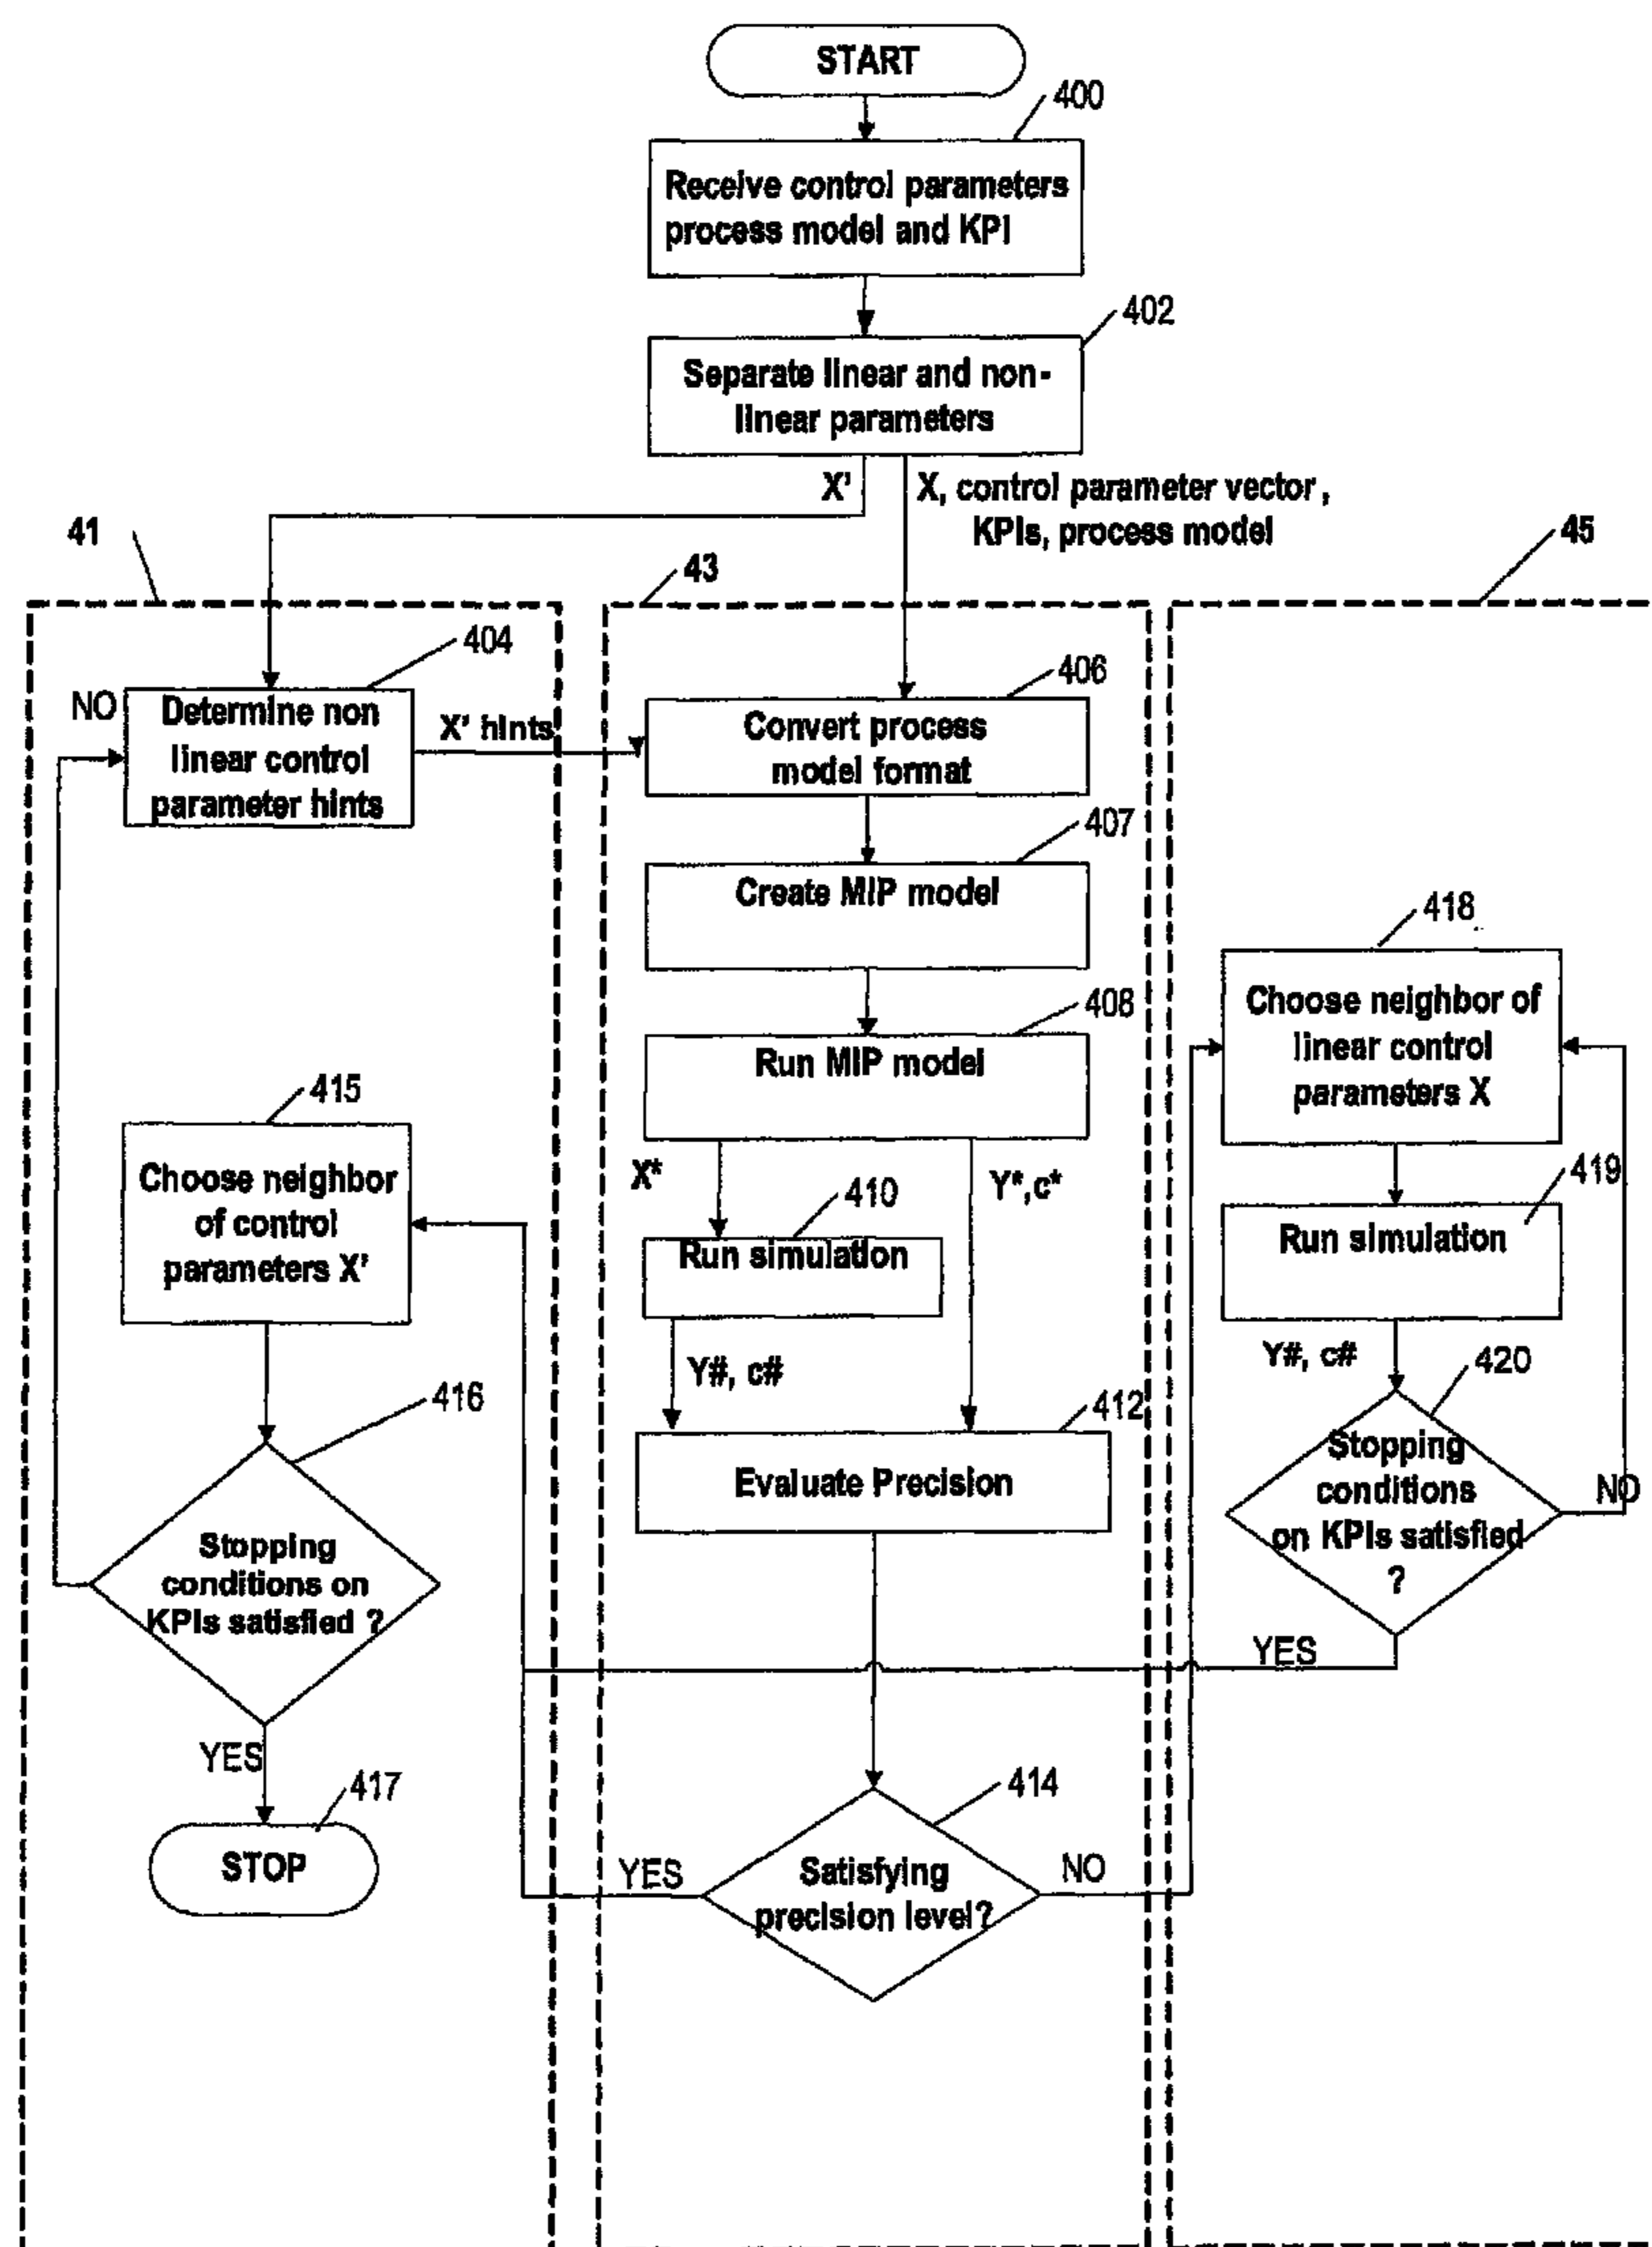 START
400
Receive control parameters
process model and KPI
402
Separate linear and non-
linear parameters
X'
X, control parameter vector,
KPIs, process model
41
43
45
404
NO
Determine non
linear control
parameter hints
X' hints
406
Convert process
model format
407
Create MIP model
408
Run MIP model
418
Choose neighbor of
linear control
parameters X
415
Choose neighbor
of control
parameters X'
X*
410
Y*,c*
Run simulation
419
Run simulation
Y#, c#
Y#, c#
420
416
412
Evaluate Precision
Stopping
conditions
on KPIs satisfied
?
NO
Stopping
conditions on
KPIs satisfied ?
YES
YES
417
STOP
414
YES
Satisfying
precision level?
NO